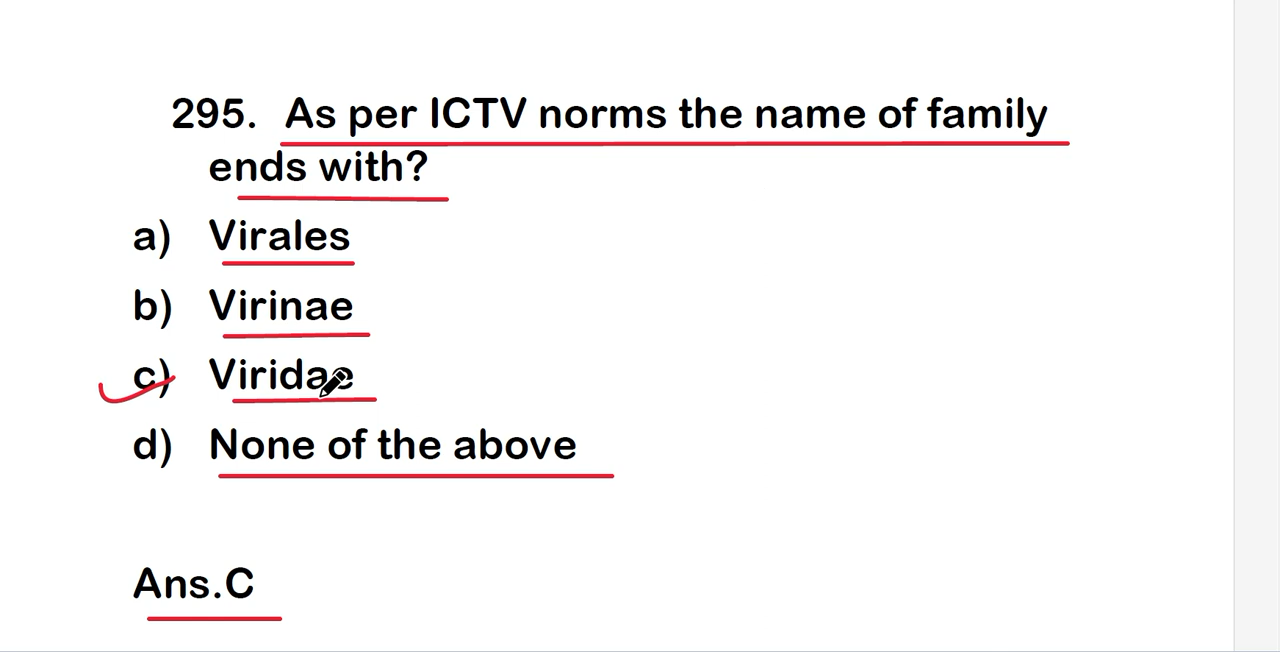 295. As per ICTV norms the name of family
ends with?
a) Virales
b) Virinae
c) Viridae
d) None of the above
Ans.C